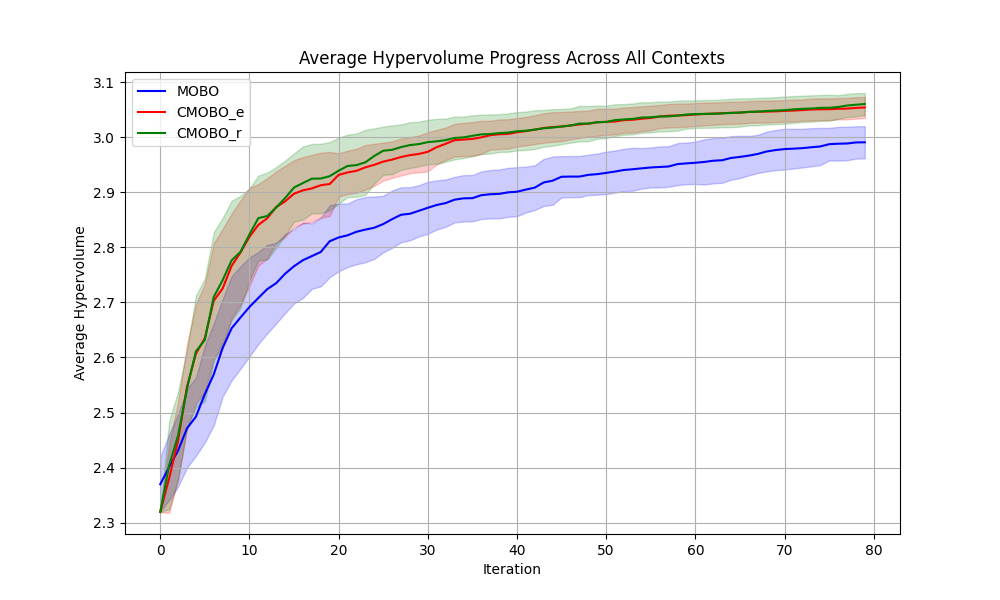 Average Hypervolume Progress Across All Contexts
MOBO
CMOBO_e
CMOBO_r
Average Hypervolume
3.1
3.0
2.9
2.8
2.7
2.6
2.5
2.4
2.3
0 10 20 30 40 50 60 70 80
Iteration